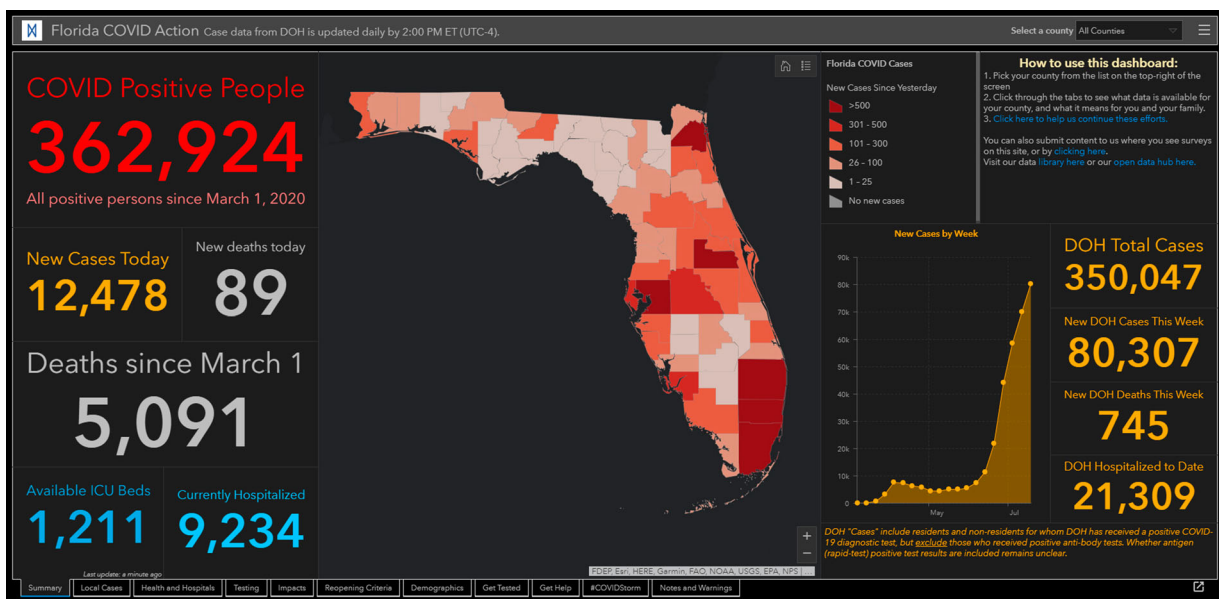 Florida COVID Action Case data from DOH is updated daily by 2:00 PM ET (UTC-4).
Select a county All Counties
COVID Positive People
362,924
All positive persons since March 1, 2020
New Cases Today
12,478
New deaths today
89
Deaths since March 1
5,091
Available ICU Beds
1,211
Currently Hospitalized
9,234
Last update: a minute ago
FDEP, Esri, HERE, Garmin, FAO, NOAA, USGS, EPA, NPS | ...
Florida COVID Cases
New Cases Since Yesterday
>500
301 - 500
101 - 300
26 - 100
1 - 25
No new cases
How to use this dashboard:
1. Pick your county from the list on the top-right of the
screen
2. Click through the tabs to see what data is available for
your county, and what it means for you and your family.
3. Click here to help us continue these efforts.
You can also submit content to us where you see surveys
on this site, or by clicking here.
Visit our data library here or our open data hub here.
New Cases by Week
90k
80k
70k
60k
50k
40k
30k
20k
10k
0
May
Jul
DOH Total Cases
350,047
New DOH Cases This Week
80,307
New DOH Deaths This Week
745
DOH Hospitalized to Date
21,309
DOH "Cases" include residents and non-residents for whom DOH has received a positive COVID-
19 diagnostic test, but exclude those who received positive anti-body tests. Whether antigen
(rapid-test) positive test results are included remains unclear.
Summary
Local Cases
Health and Hospitals
Testing
Impacts
Reopening Criteria
Demographics
Get Tested
Get Help
#COVIDStorm
Notes and Warnings